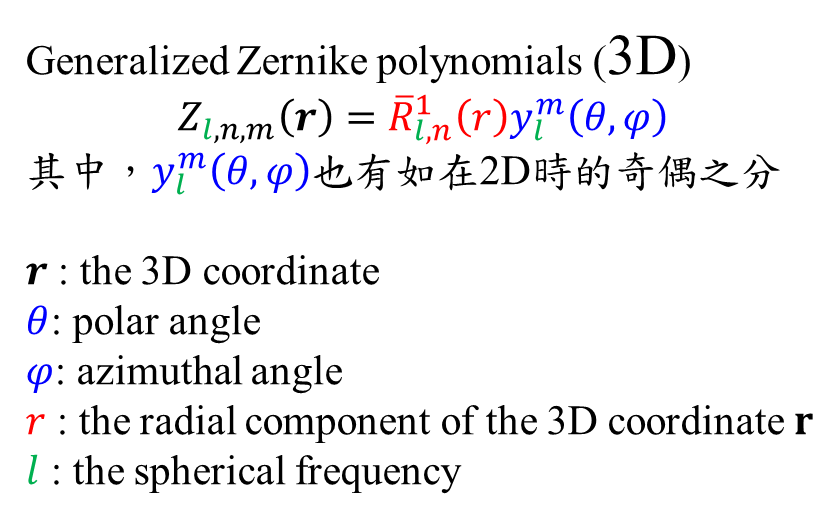 Generalized Zernike polynomials (3D)
Z_{l,n,m}(𝒓) = R̄^1_{l,n}(r)y^m_l(θ,φ)
其中，y^m_l(θ,φ)也有如在2D時的奇偶之分
𝒓 : the 3D coordinate
θ: polar angle
φ: azimuthal angle
r : the radial component of the 3D coordinate 𝐫
l : the spherical frequency